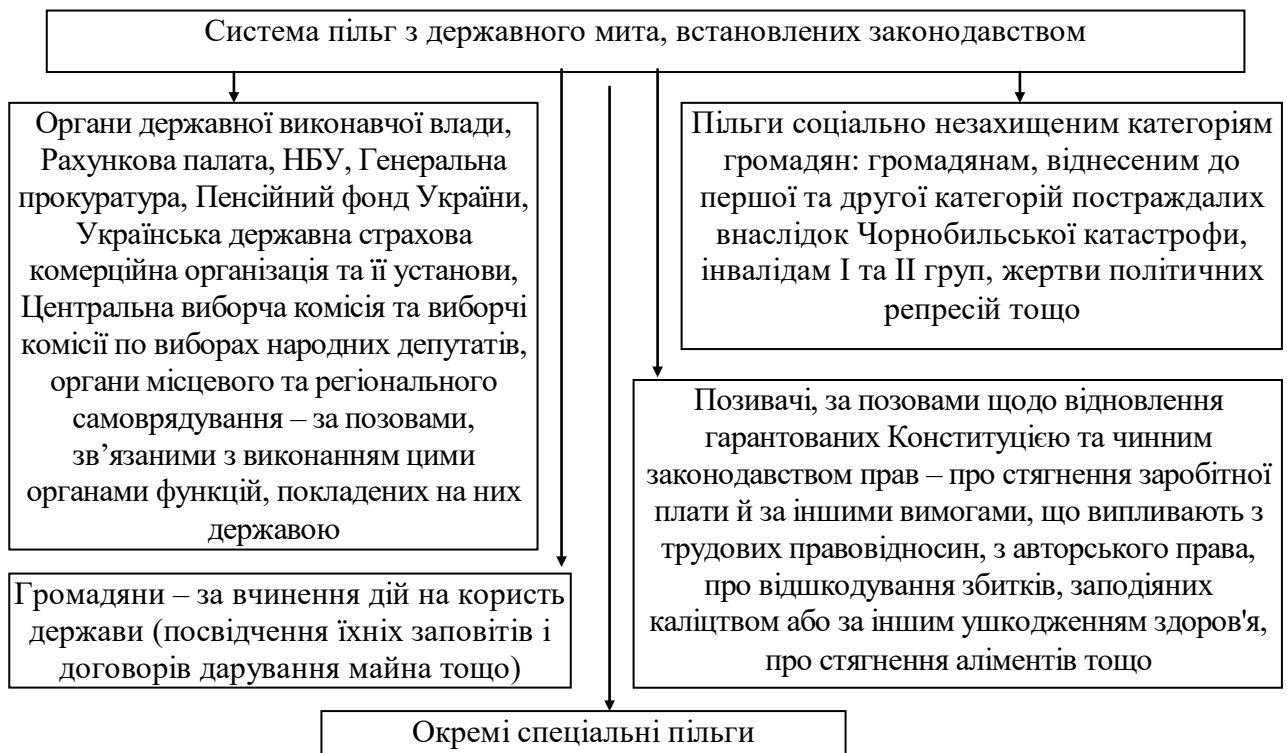 Система пільг з державного мита, встановлених законодавством
Органи державної виконавчої влади,
Рахункова палата, НБУ, Генеральна
прокуратура, Пенсійний фонд України,
Українська державна страхова
комерційна організація та її установи,
Центральна виборча комісія та виборчі
комісії по виборах народних депутатів,
органи місцевого та регіонального
самоврядування – за позовами,
зв’язаними з виконанням цими
органами функцій, покладених на них
державою
Пільги соціально незахищеним категоріям
громадян: громадянам, віднесеним до
першої та другої категорій постраждалих
внаслідок Чорнобильської катастрофи,
інвалідам I та II груп, жертви політичних
репресій тощо
Позивачі, за позовами щодо відновлення
гарантованих Конституцією та чинним
законодавством прав – про стягнення заробітної
плати й за іншими вимогами, що випливають з
трудових правовідносин, з авторського права,
про відшкодування збитків, заподіяних
каліцтвом або за іншим ушкодженням здоров'я,
про стягнення аліментів тощо
Громадяни – за вчинення дій на користь
держави (посвідчення їхніх заповітів і
договорів дарування майна тощо)
Окремі спеціальні пільги